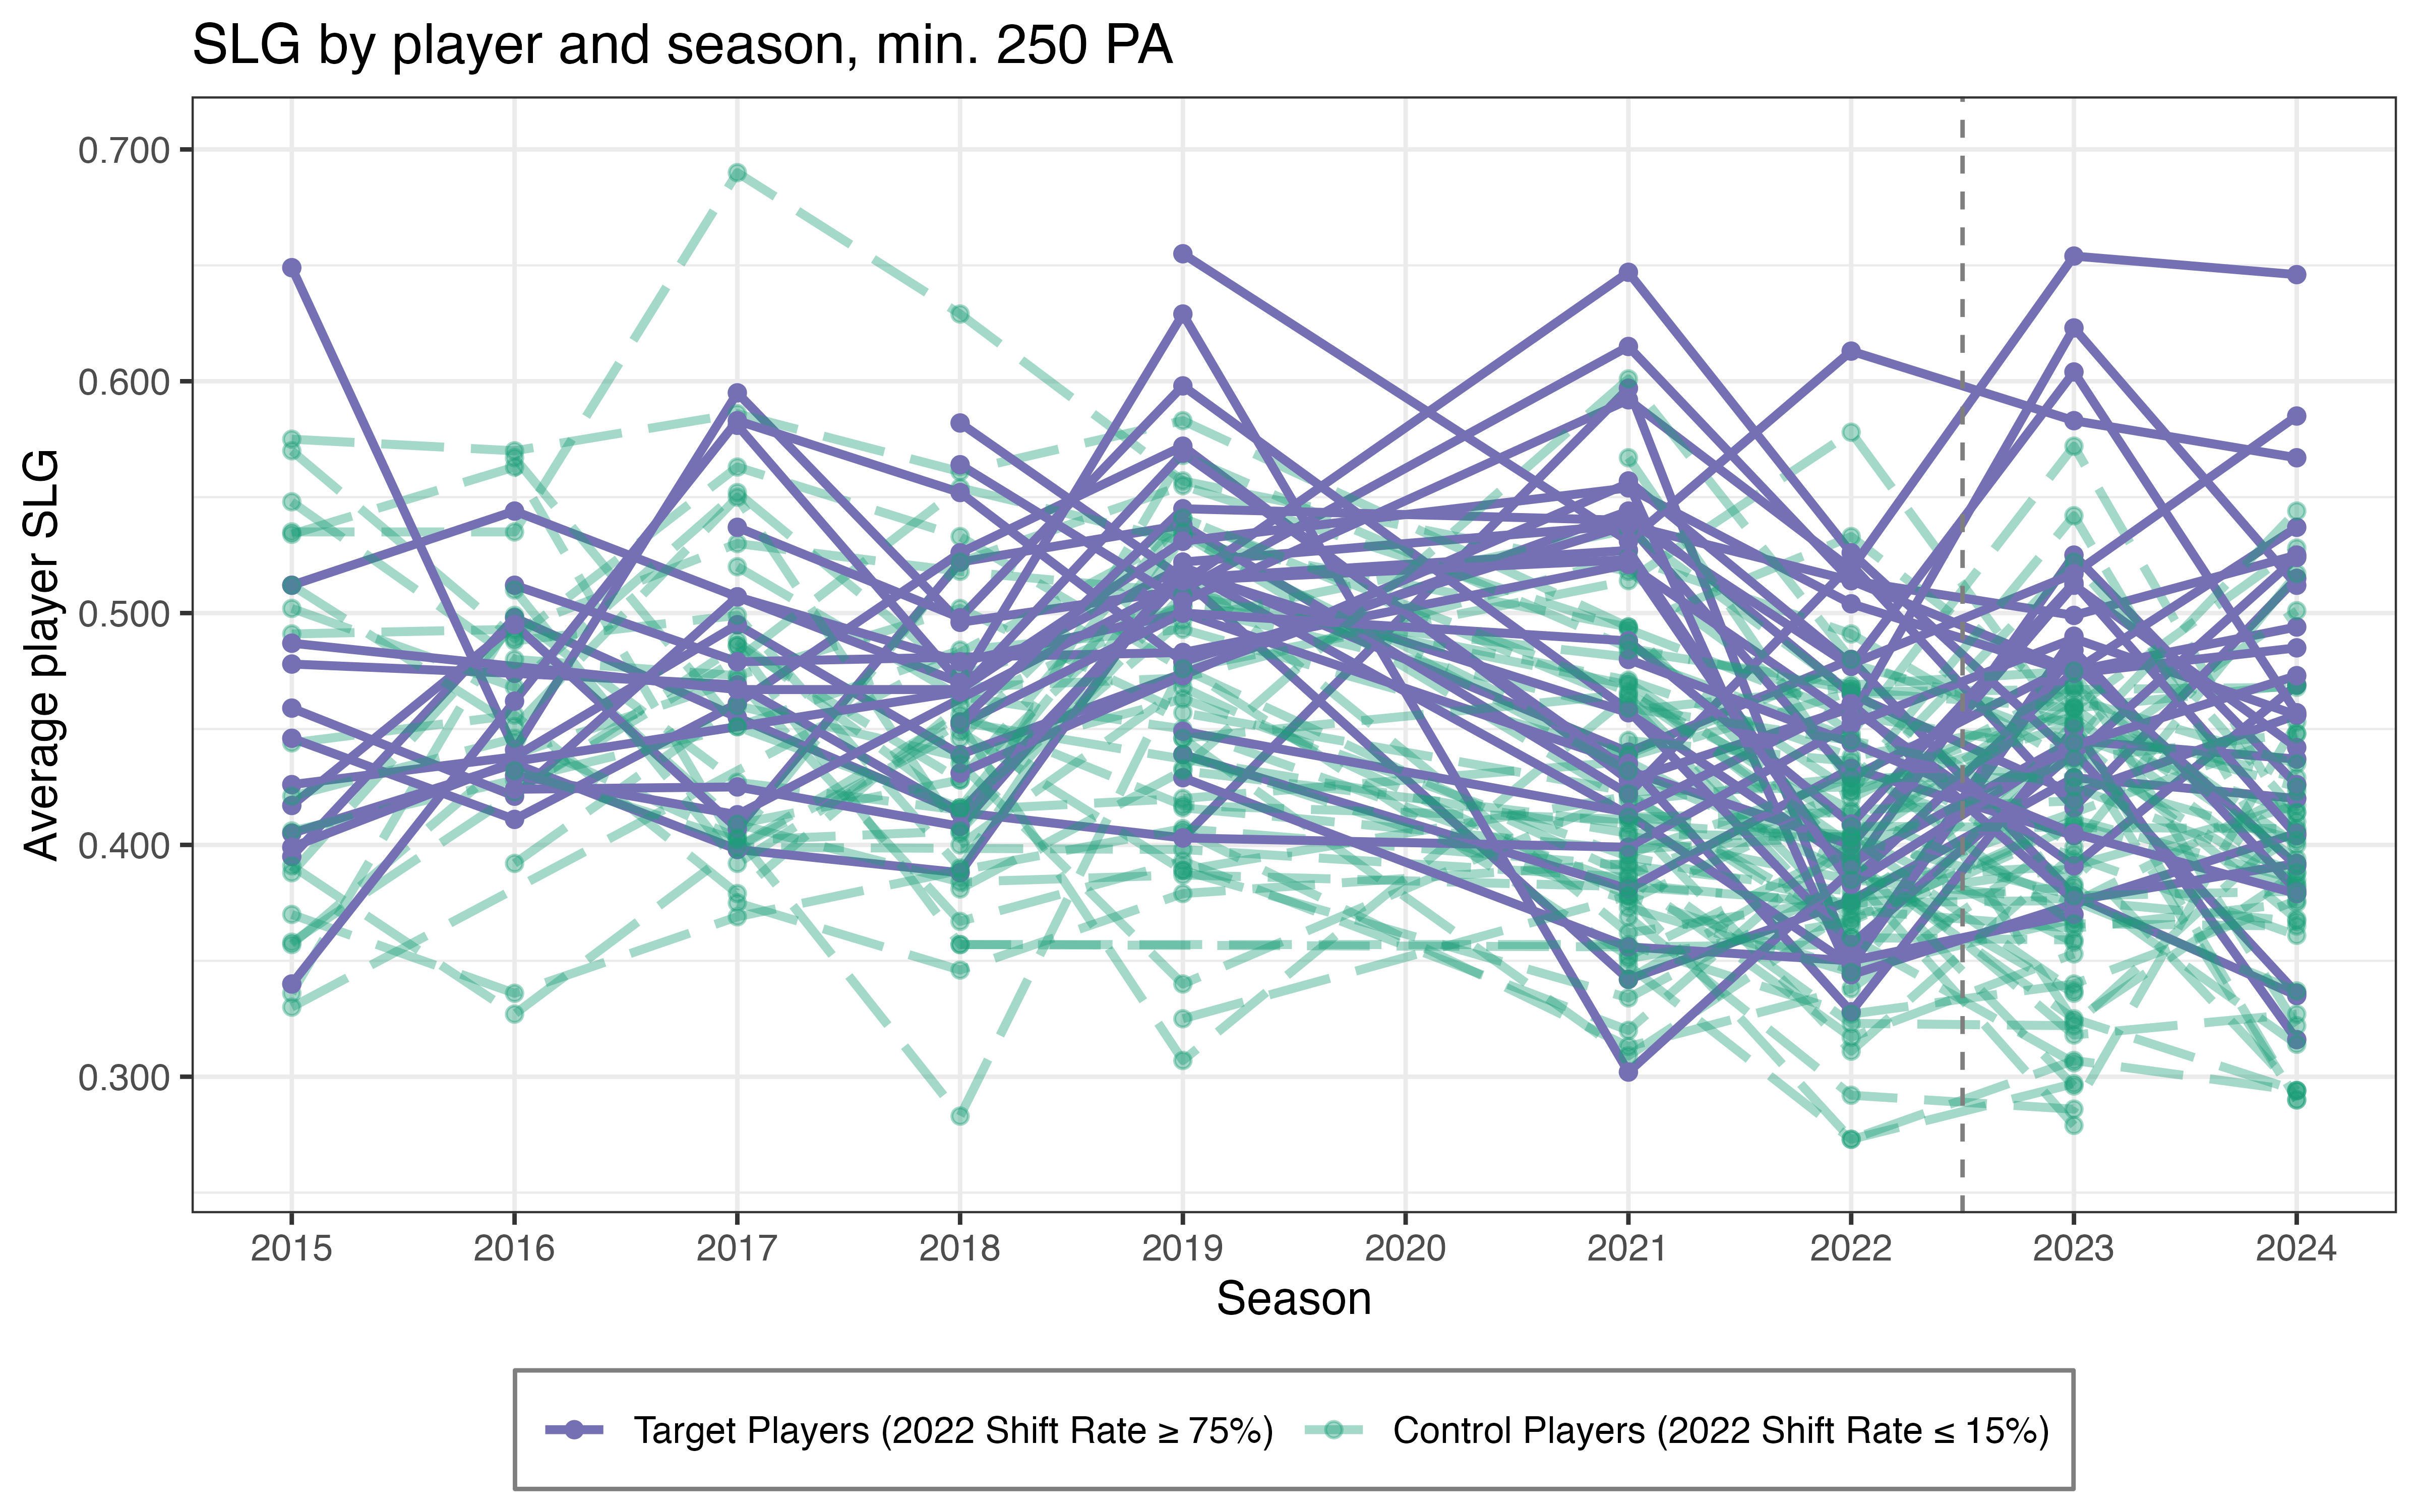 SLG by player and season, min. 250 PA
Average player SLG
0.700
0.600
0.500
0.400
0.300
2015 2016 2017 2018 2019 2020 2021 2022 2023 2024
Season
Target Players (2022 Shift Rate ≥ 75%) Control Players (2022 Shift Rate ≤ 15%)